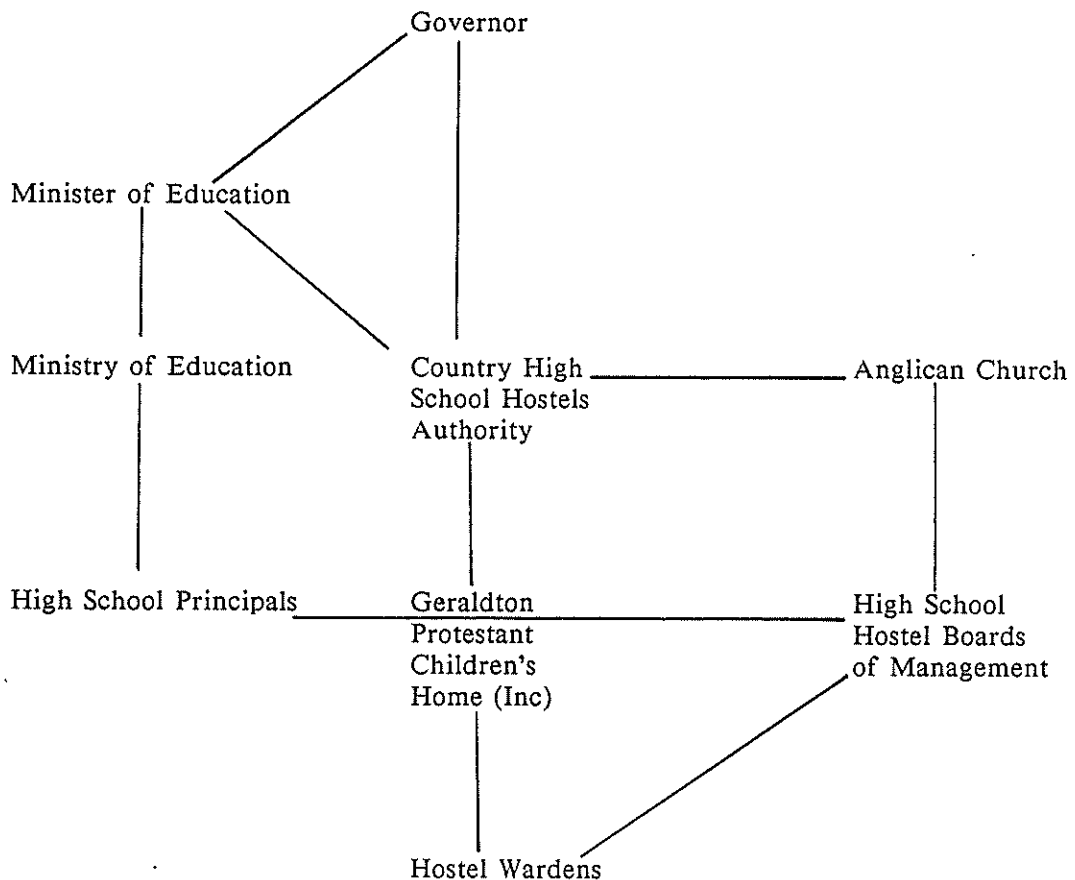 Governor
Minister of Education
Ministry of Education
Country High
School Hostels
Authority
Anglican Church
High School Principals
Geraldton
Protestant
Children's
Home (Inc)
High School
Hostel Boards
of Management
Hostel Wardens